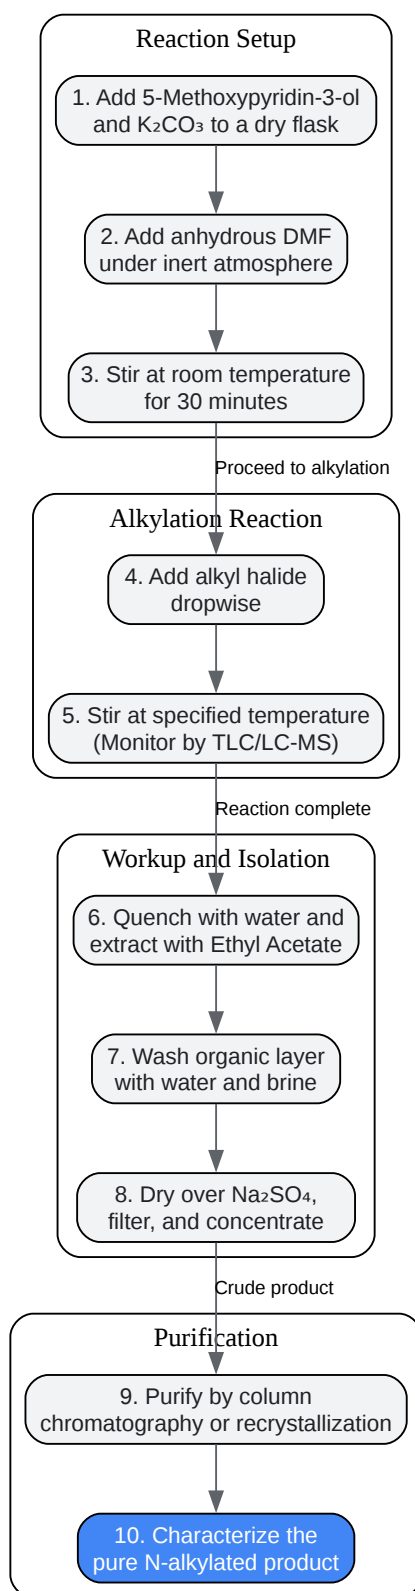 Reaction Setup
1. Add 5-Methoxypyridin-3-ol
and K₂CO₃ to a dry flask
2. Add anhydrous DMF
under inert atmosphere
3. Stir at room temperature
for 30 minutes
Proceed to alkylation
Alkylation Reaction
4. Add alkyl halide
dropwise
5. Stir at specified temperature
(Monitor by TLC/LC-MS)
Reaction complete
Workup and Isolation
6. Quench with water and
extract with Ethyl Acetate
7. Wash organic layer
with water and brine
8. Dry over Na₂SO₄,
filter, and concentrate
Crude product
Purification
9. Purify by column
chromatography or recrystallization
10. Characterize the
pure N-alkylated product